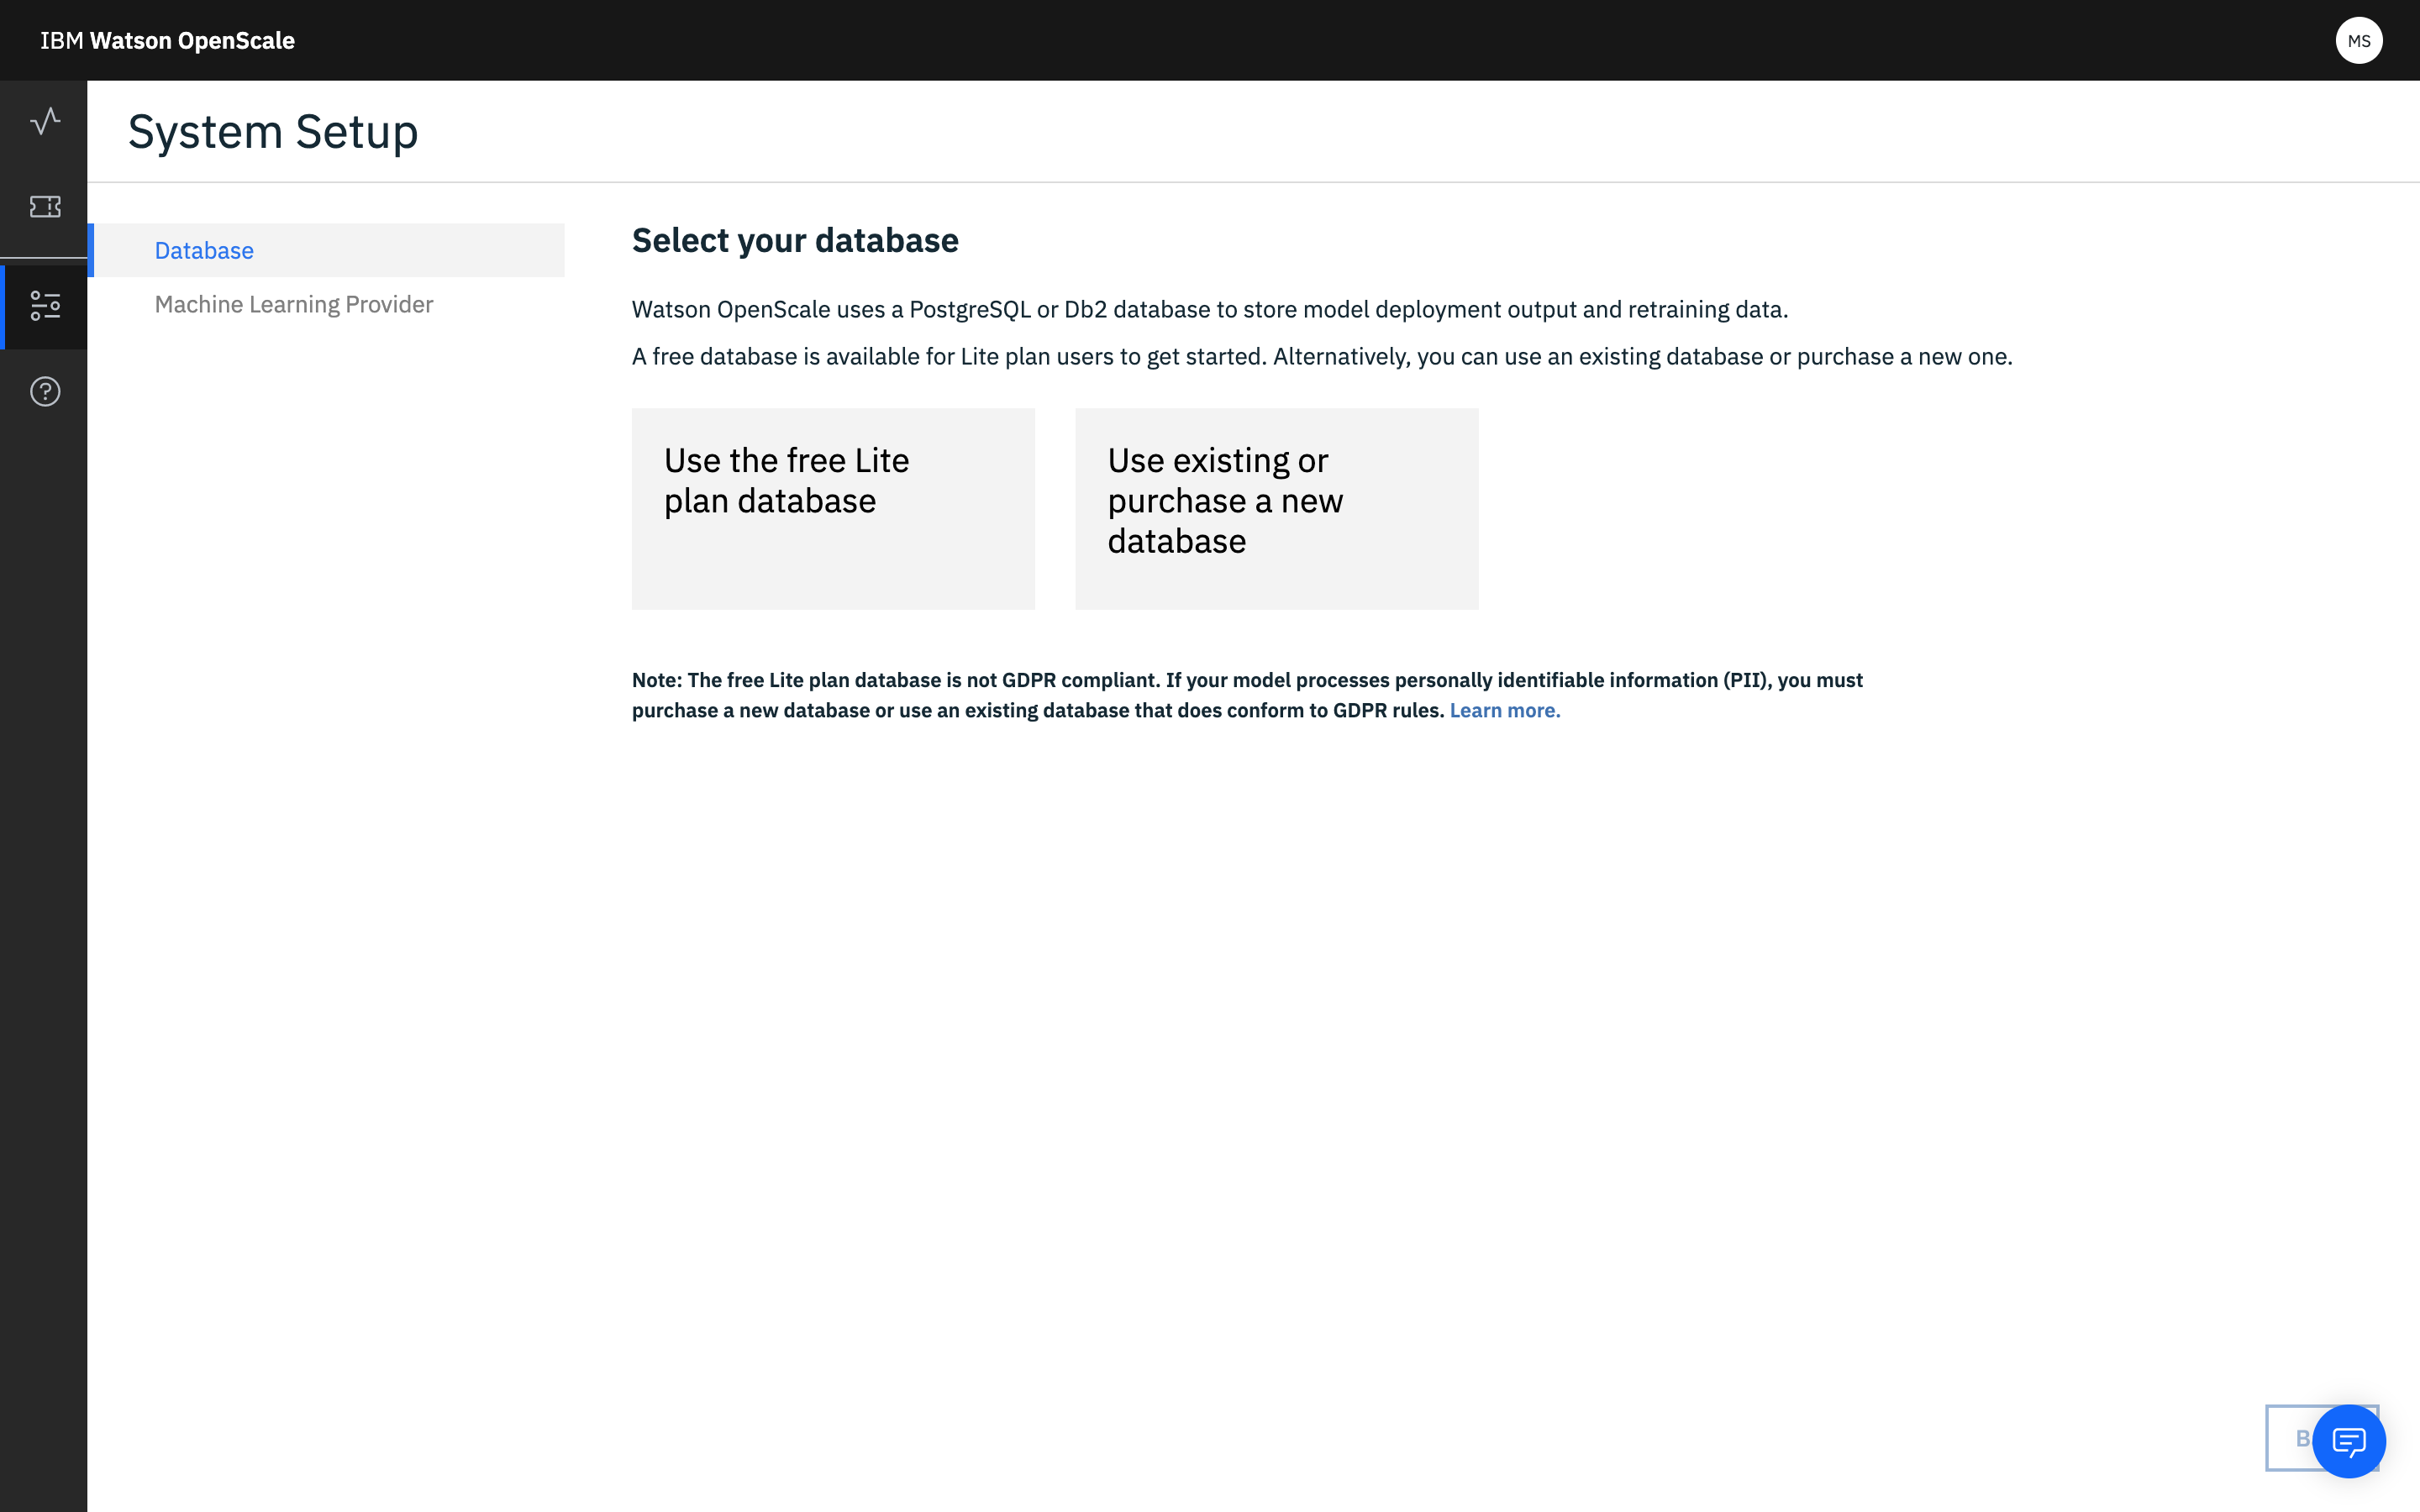 IBM Watson OpenScale
MS
System Setup
Database
Machine Learning Provider
Select your database
Watson OpenScale uses a PostgreSQL or Db2 database to store model deployment output and retraining data.
A free database is available for Lite plan users to get started. Alternatively, you can use an existing database or purchase a new one.
Use the free Lite
plan database
Use existing or
purchase a new
database
Note: The free Lite plan database is not GDPR compliant. If your model processes personally identifiable information (PII), you must
purchase a new database or use an existing database that does conform to GDPR rules. Learn more.